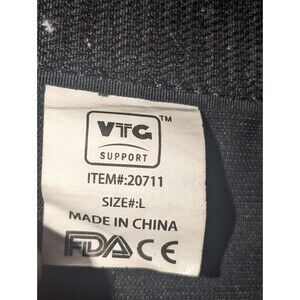 VTG™
SUPPORT
ITEM#:20711
SIZE#:L
MADE IN CHINA
FDA CE